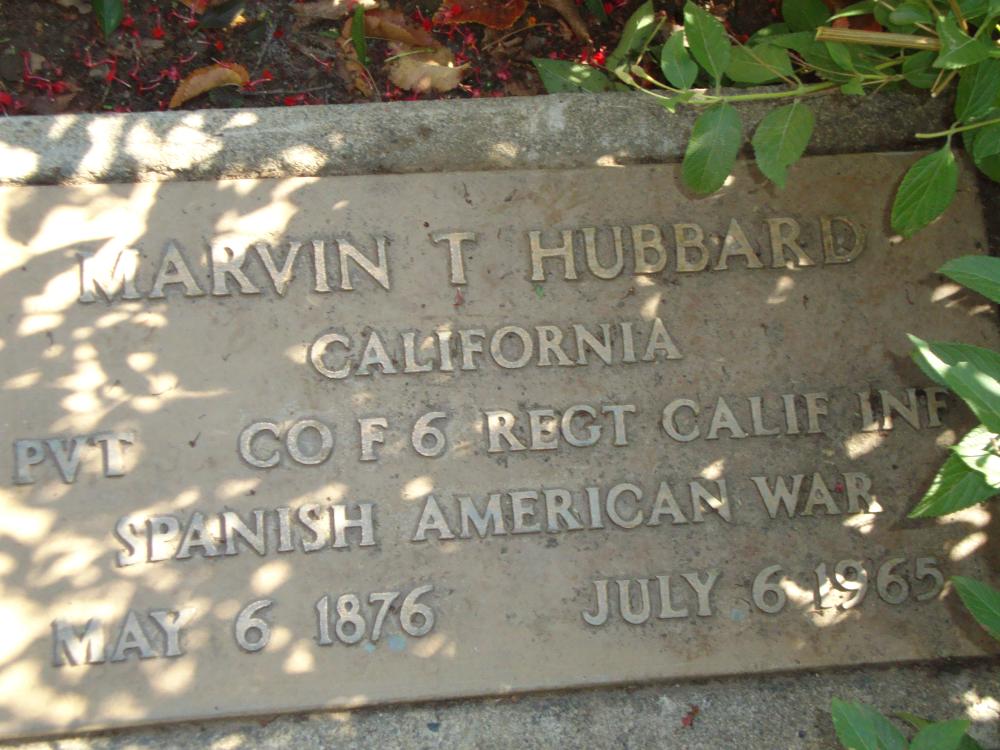 MARVIN T HUBBARD
CALIFORNIA
PVT CO F 6 REGT CALIF INF
SPANISH AMERICAN WAR
MAY 6 1876 JULY 6 1965